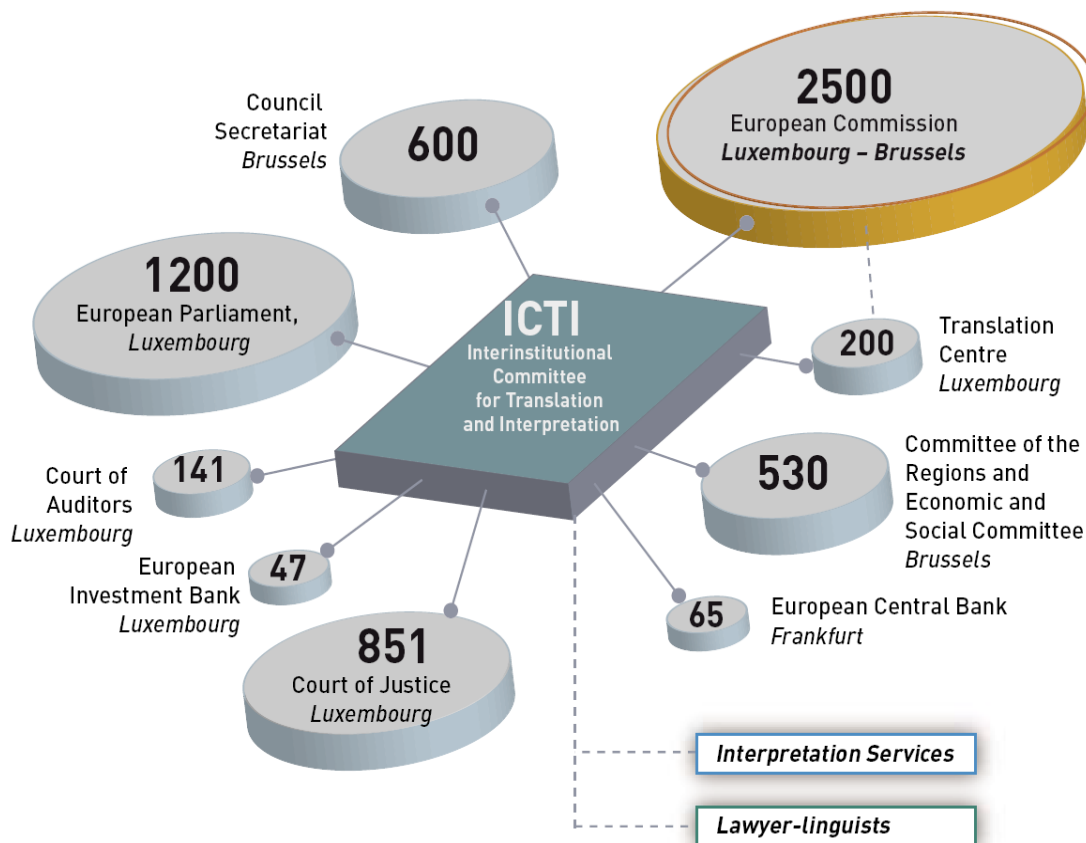 2500
European Commission
Luxembourg – Brussels
Council
Secretariat
Brussels
600
1200
European Parliament,
Luxembourg
ICTI
Interinstitutional
Committee
for Translation
and Interpretation
200
Translation
Centre
Luxembourg
141
Court of
Auditors
Luxembourg
530
Committee of the
Regions and
Economic and
Social Committee
Brussels
47
European
Investment Bank
Luxembourg
65
European Central Bank
Frankfurt
851
Court of Justice
Luxembourg
Interpretation Services
Lawyer-linguists